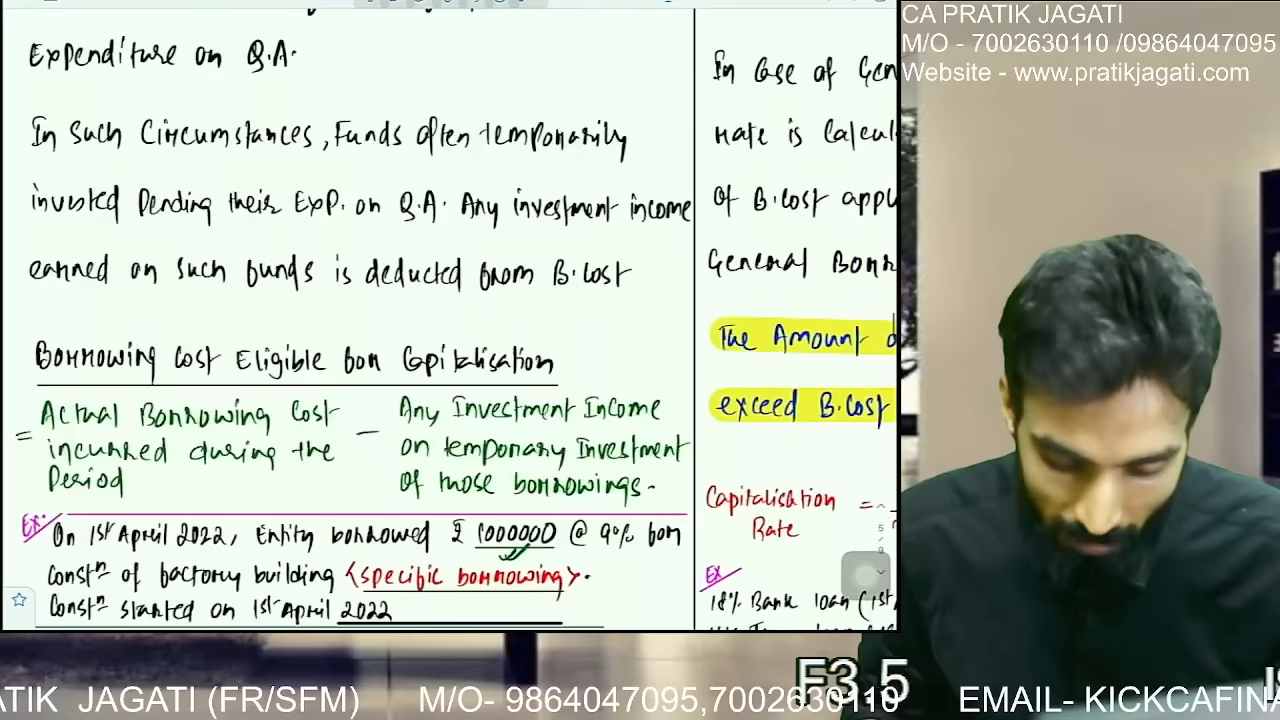 CA PRATIK JAGATI
M/O - 7002630110 /09864047095
Website - www.pratikjagati.com
Expenditure on Q.A.
In Such Circumstances, Funds often temporarily
invested Pending their Exp. on Q.A. Any investment income
earned on such funds is deducted from B.Cost
Borrowing Cost Eligible for Capitalisation
= Actual Borrowing Cost incurred during the Period - Any Investment Income on temporary Investment of those borrowings.
Ex:
On 1st April 2022, Entity borrowed ₹ 1000000 @ 9% for
Constn of factory building <specific borrowing>.
Constn started on 1st April 2022
In Case of Gen
rate is Calcul
of B.Cost appl
General Borr
The Amount
exceed B.Cost
Capitalisation Rate =
Ex
18% Bank loan (1st
F3 5
ATIK JAGATI (FR/SFM) M/O- 9864047095,7002630110 EMAIL- KICKCAFINA